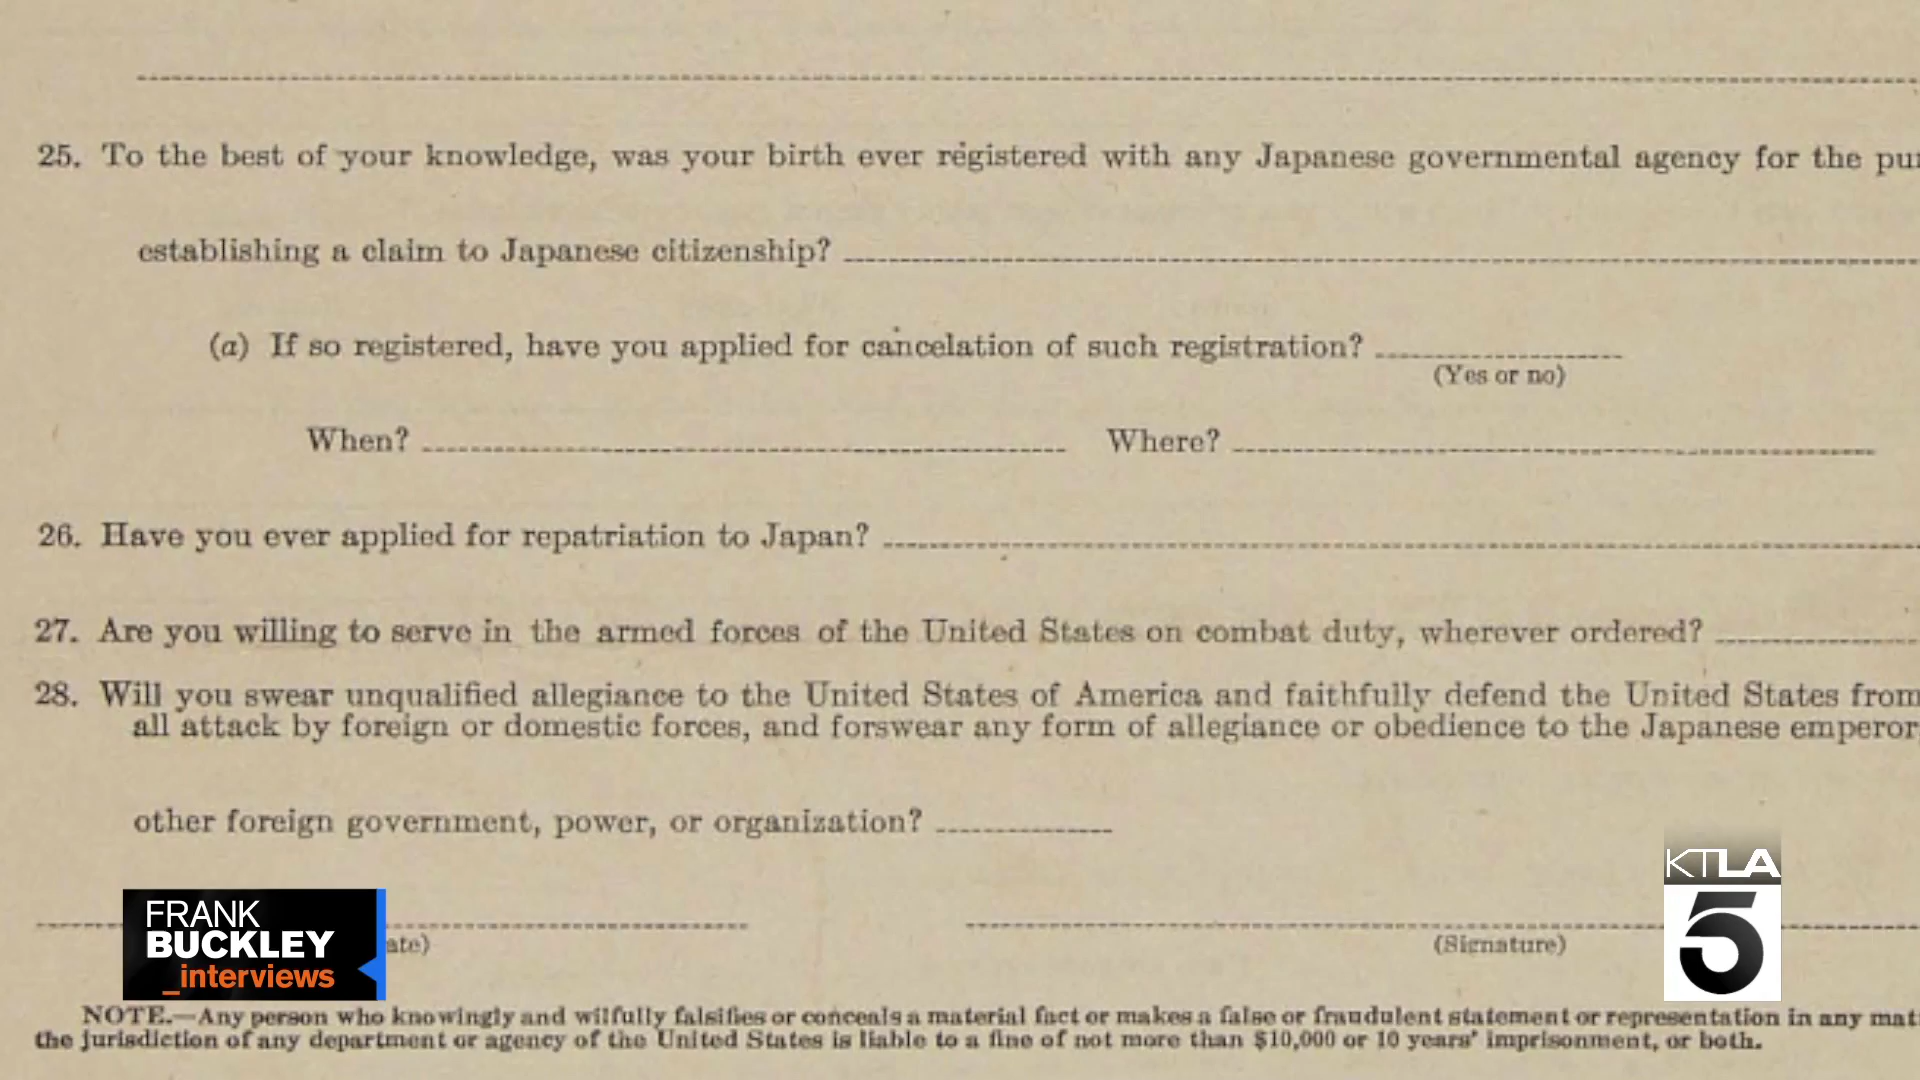 25. To the best of your knowledge, was your birth ever registered with any Japanese governmental agency for the
establishing a claim to Japanese citizenship?
(a) If so registered, have you applied for cancelation of such registration?
(Yes or no)
When? Where?
26. Have you ever applied for repatriation to Japan?
27. Are you willing to serve in the armed forces of the United States on combat duty, wherever ordered?
28. Will you swear unqualified allegiance to the United States of America and faithfully defend the United States from
all attack by foreign or domestic forces, and forswear any form of allegiance or obedience to the Japanese emperor,
other foreign government, power, or organization?
(Signature)
NOTE.—Any person who knowingly and wilfully falsifies or conceals a material fact or makes a false or fraudulent statement or representation in any
the jurisdiction of any department or agency of the United States is liable to a fine of not more than $10,000 or 10 years' imprisonment, or both.
FRANK
BUCKLEY
_interviews
KTLA
5